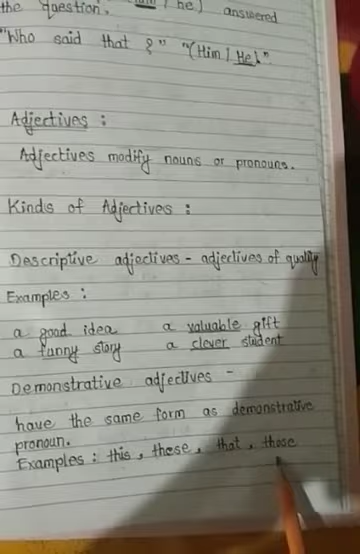 the question. / he) answered
"Who said that ?" "(Him / He)."
Adjectives :
Adjectives modify nouns or pronouns.
Kinds of Adjectives :
Descriptive adjectives - adjectives of quality
Examples :
a good idea a valuable gift
a funny story a clever student
Demonstrative adjectives -
have the same form as demonstrative
pronoun.
Examples : this, these, that, those